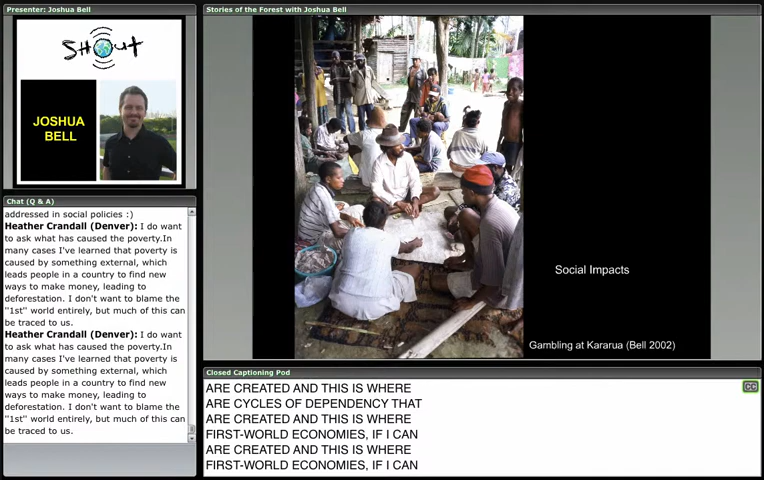 Presenter: Joshua Bell
Stories of the Forest with Joshua Bell
SHOUT
JOSHUA
BELL
Chat (Q & A)
addressed in social policies :)
Heather Crandall (Denver): I do want
to ask what has caused the poverty.In
many cases I've learned that poverty is
caused by something external, which
leads people in a country to find new
ways to make money, leading to
deforestation. I don't want to blame the
"1st" world entirely, but much of this can
be traced to us.
Heather Crandall (Denver): I do want
to ask what has caused the poverty.In
many cases I've learned that poverty is
caused by something external, which
leads people in a country to find new
ways to make money, leading to
deforestation. I don't want to blame the
"1st" world entirely, but much of this can
be traced to us.
Social Impacts
Gambling at Kararua (Bell 2002)
Closed Captioning Pod
ARE CREATED AND THIS IS WHERE
ARE CYCLES OF DEPENDENCY THAT
ARE CREATED AND THIS IS WHERE
FIRST-WORLD ECONOMIES, IF I CAN
ARE CREATED AND THIS IS WHERE
FIRST-WORLD ECONOMIES, IF I CAN
CC